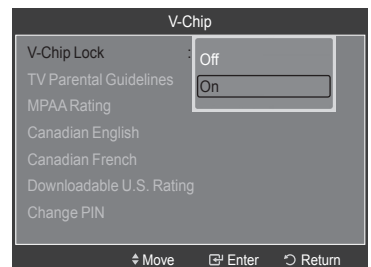 V-Chip
V-Chip Lock : Off
On
TV Parental Guidelines
MPAA Rating
Canadian English
Canadian French
Downloadable U.S. Rating
Change PIN
Move Enter Return